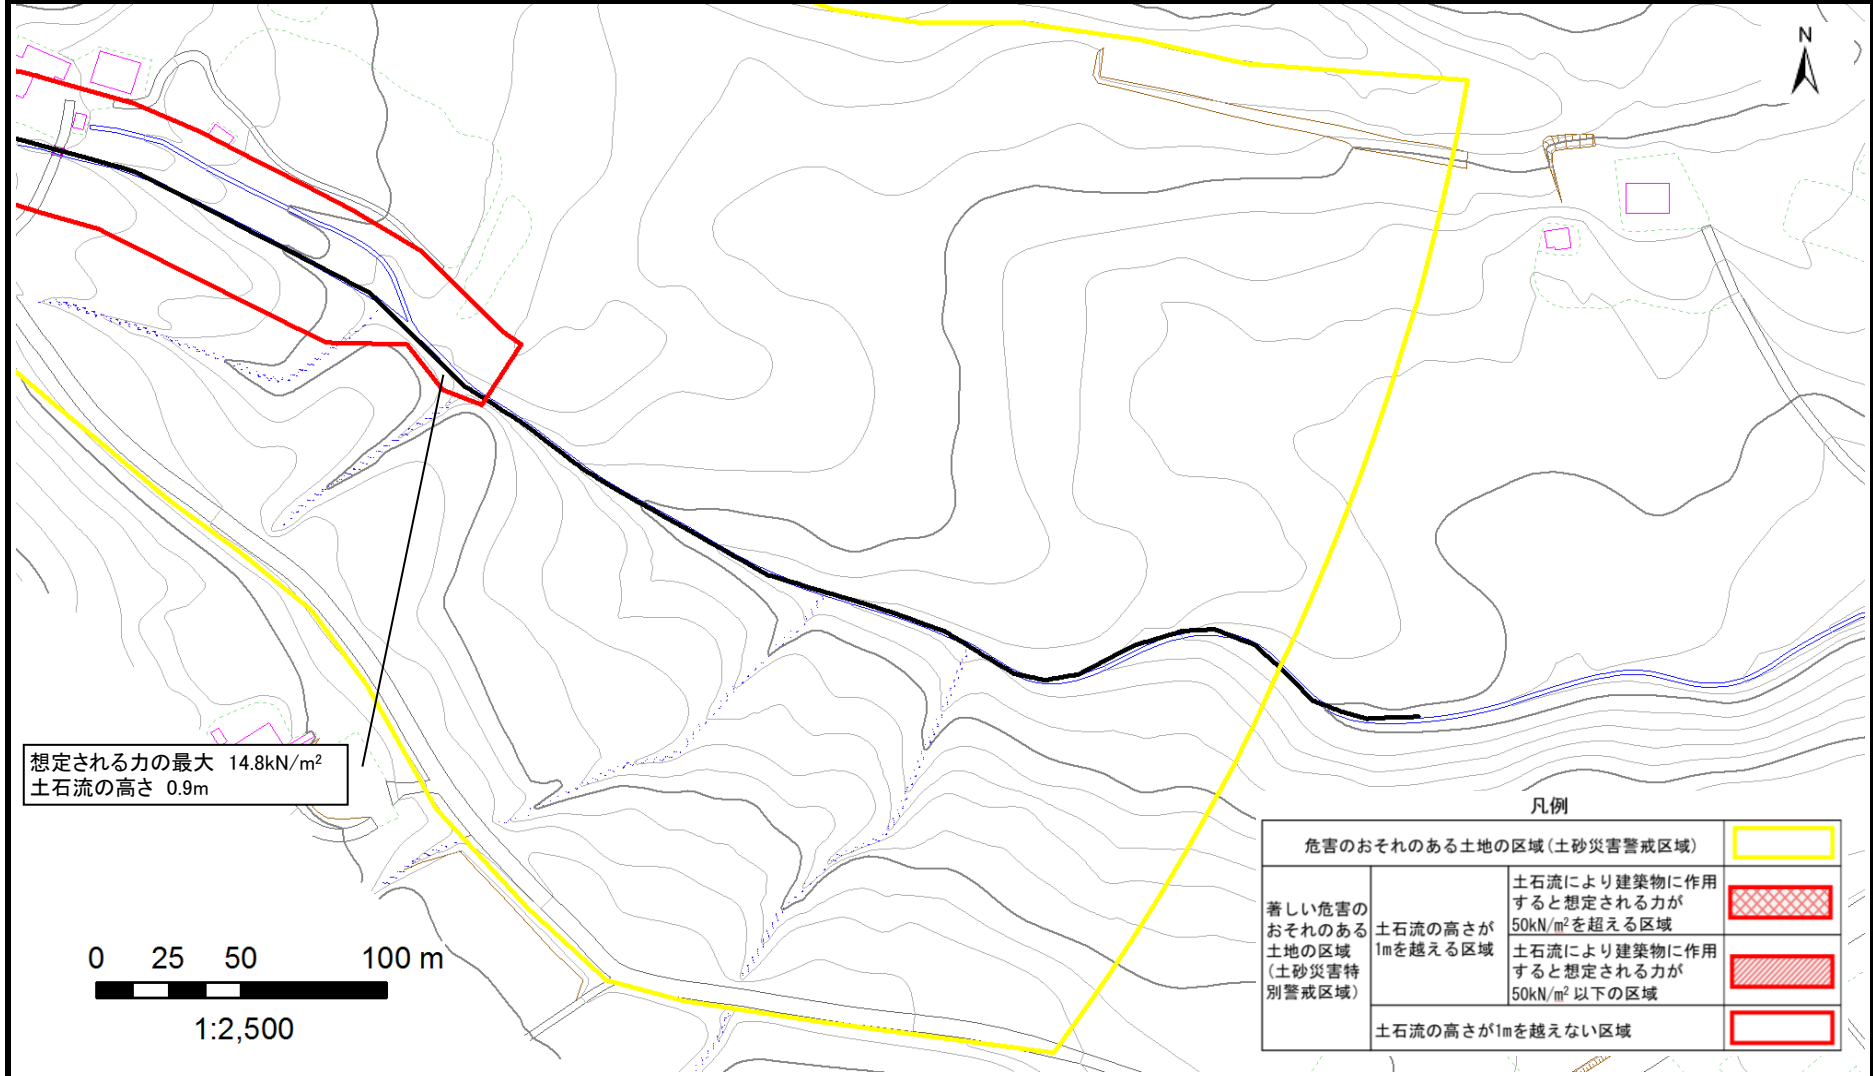 N
想定される力の最大 14.8kN/m²
土石流の高さ 0.9m
0 25 50 100 m
1:2,500
凡例
危害のおそれのある土地の区域(土砂災害警戒区域)
著しい危害の
おそれのある
土地の区域
(土砂災害特
別警戒区域)
土石流の高さが
1mを越える区域
土石流により建築物に作用
すると想定される力が
50kN/m²を超える区域
土石流により建築物に作用
すると想定される力が
50kN/m²以下の区域
土石流の高さが1mを越えない区域